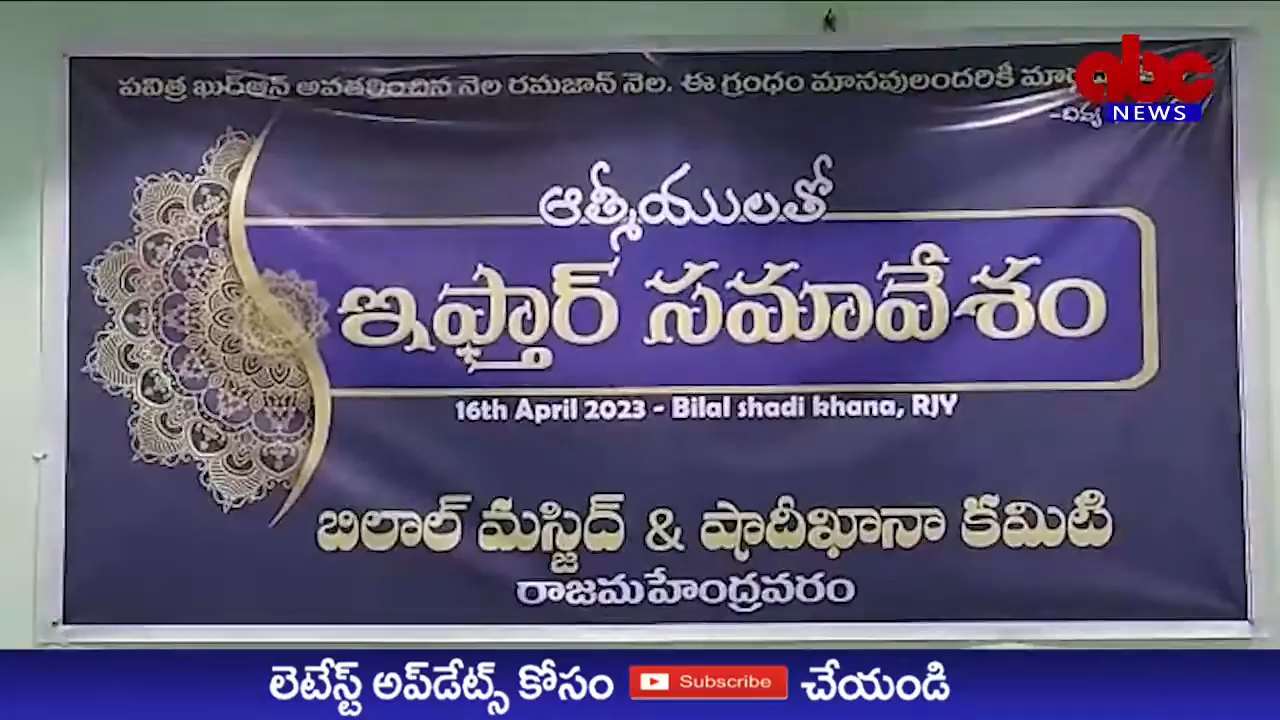 పవిత్ర ఖుర్ఆన్ అవతరించిన నెల రమజాన్ నెల. ఈ గ్రంథం మానవులందరికీ
abc
NEWS
ఆత్మీయులతో
ఇఫ్తార్ సమావేశం
16th April 2023 - Bilal shadi khana, RJY
బిలాల్ మస్జిద్ & షాదీఖానా కమిటి
రాజమహేంద్రవరం
లెటేస్ట్ అప్‌డేట్స్ కోసం Subscribe చేయండి